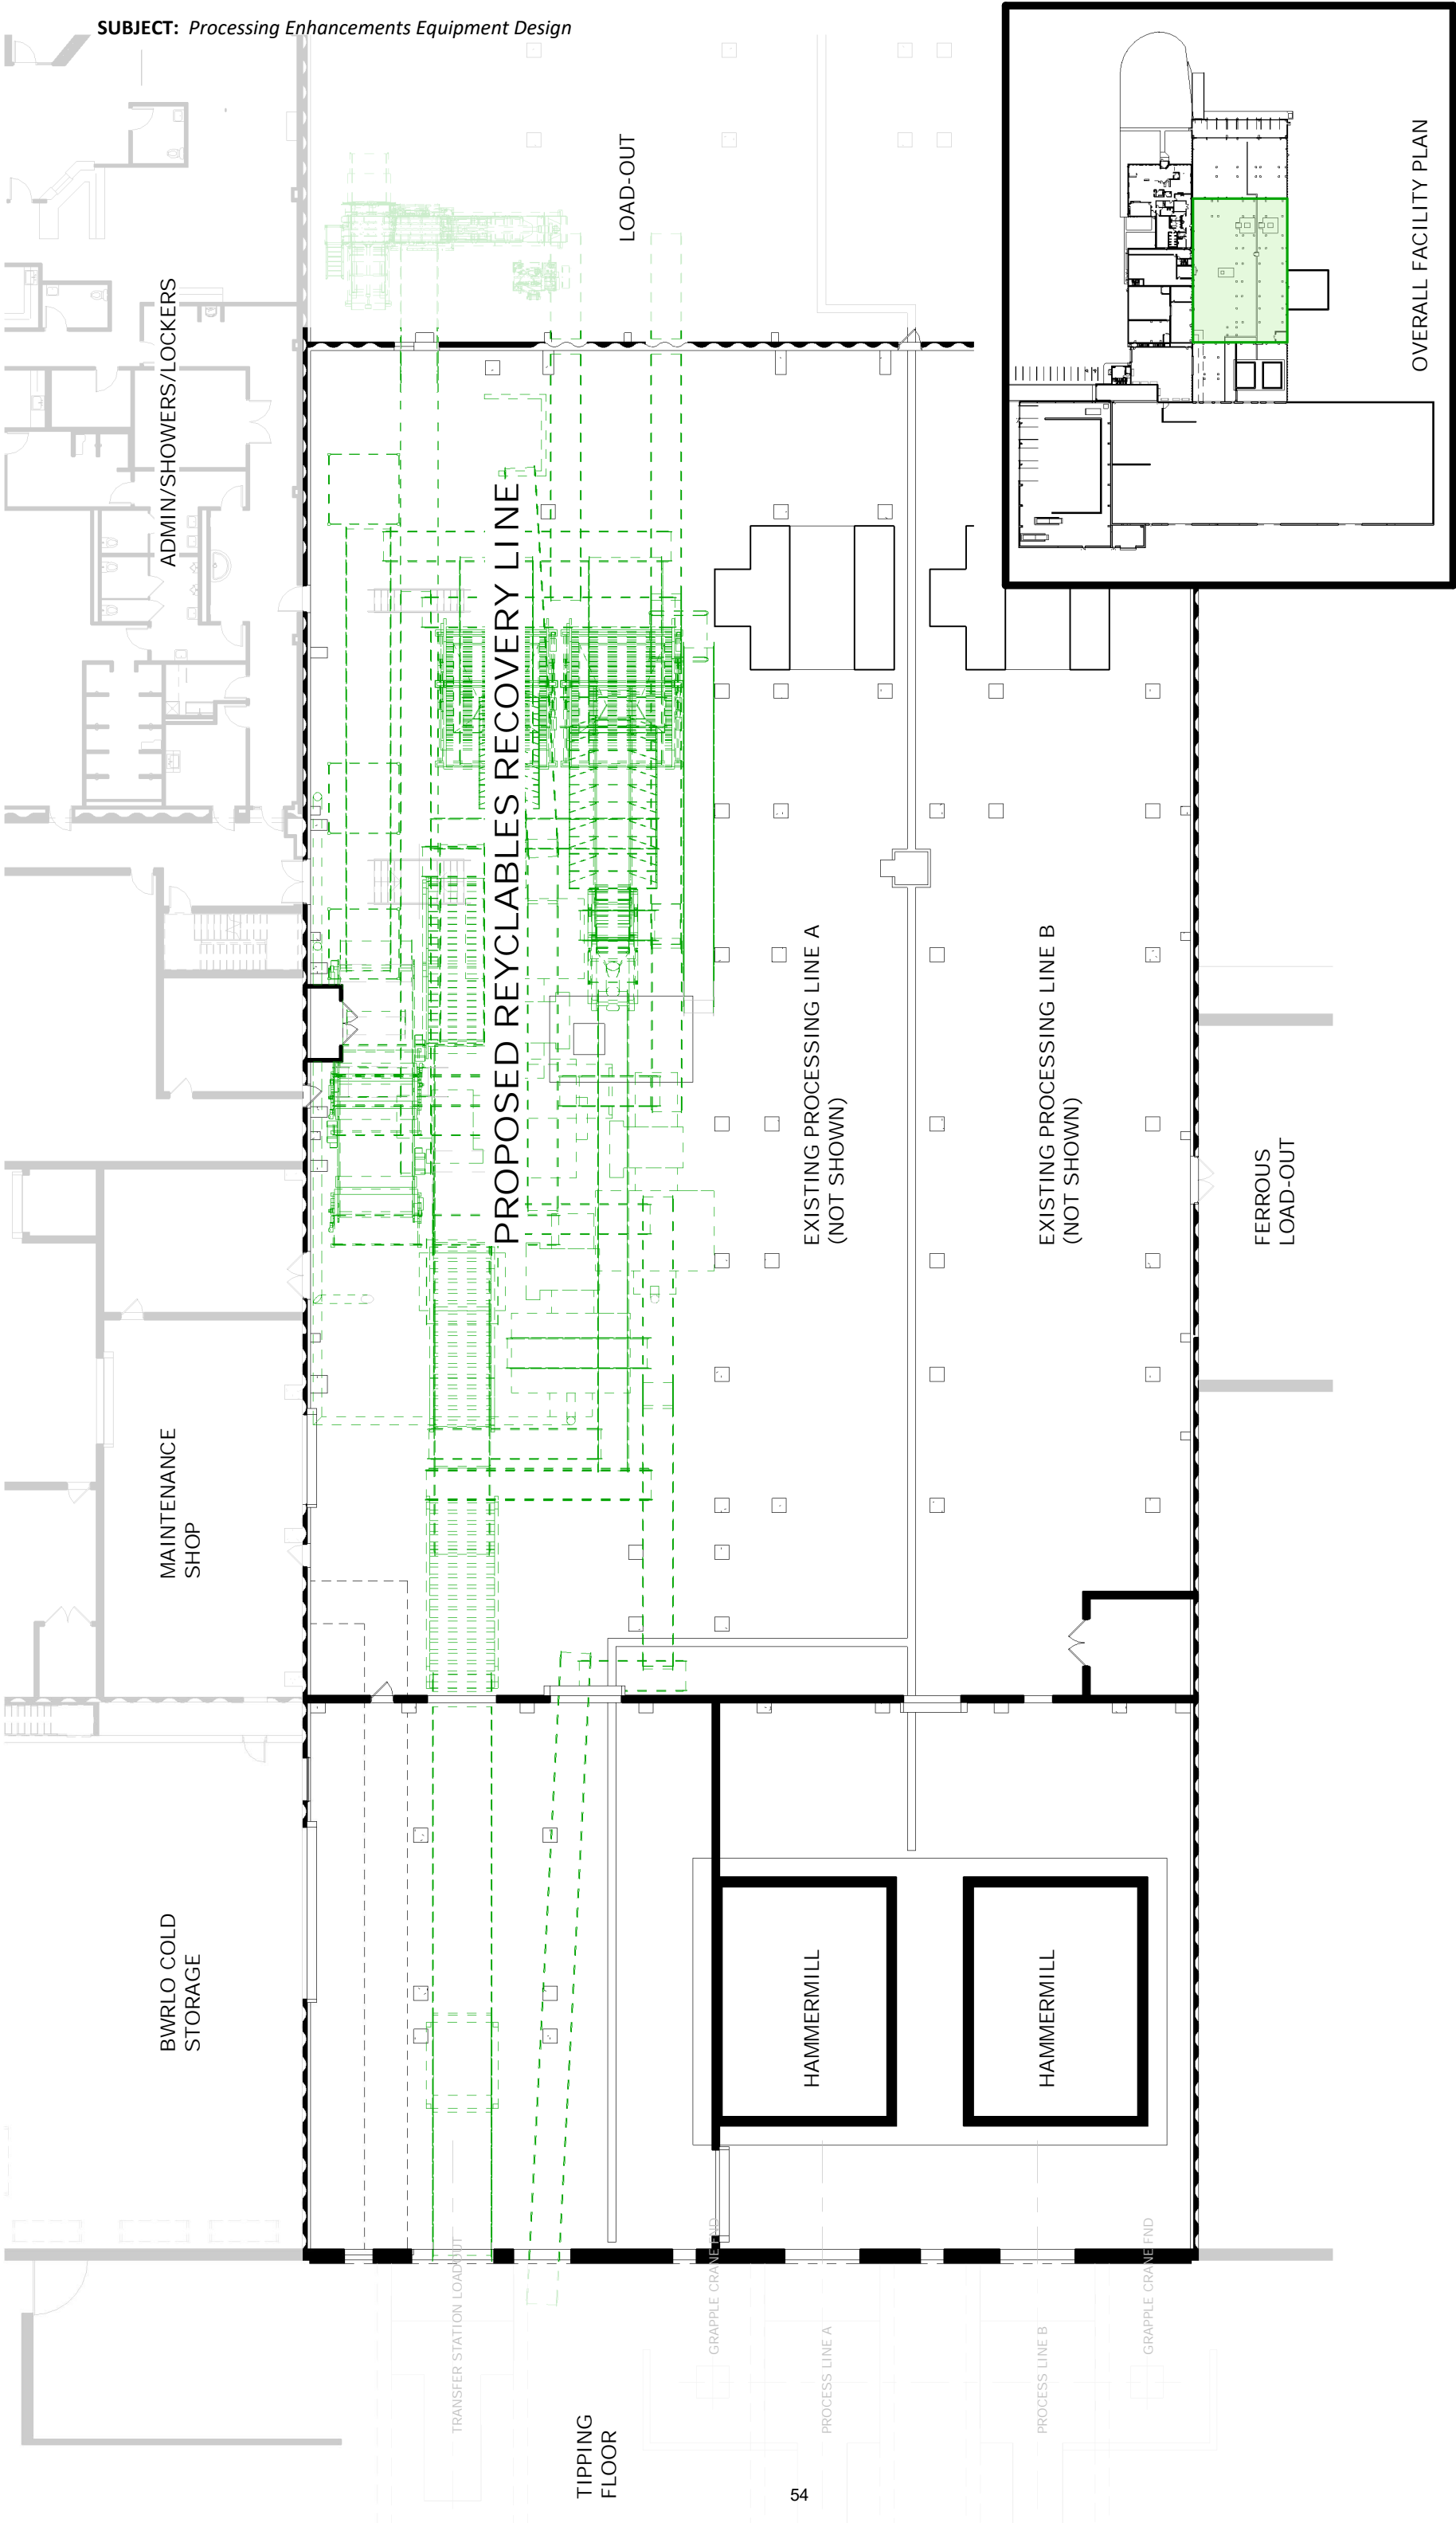 SUBJECT: Processing Enhancements Equipment Design
LOAD-OUT
OVERALL FACILITY PLAN
ADMIN/SHOWERS/LOCKERS
PROPOSED REYCLABLES RECOVERY LINE
EXISTING PROCESSING LINE A
(NOT SHOWN)
EXISTING PROCESSING LINE B
(NOT SHOWN)
FERROUS
LOAD-OUT
MAINTENANCE
SHOP
BWRLO COLD
STORAGE
HAMMERMILL
HAMMERMILL
TRANSFER STATION LOADOUT
GRAPPLE CRANE FND
PROCESS LINE A
PROCESS LINE B
GRAPPLE CRANE FND
TIPPING
FLOOR
54